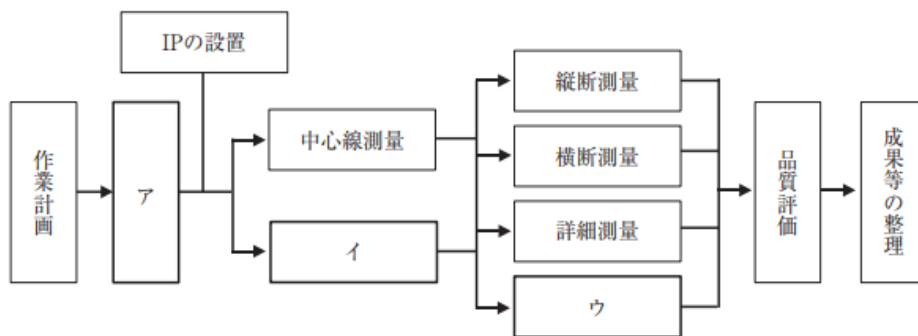 IPの設置
作業計画
ア
中心線測量
イ
縦断測量
横断測量
詳細測量
ウ
品質評価
成果等の整理